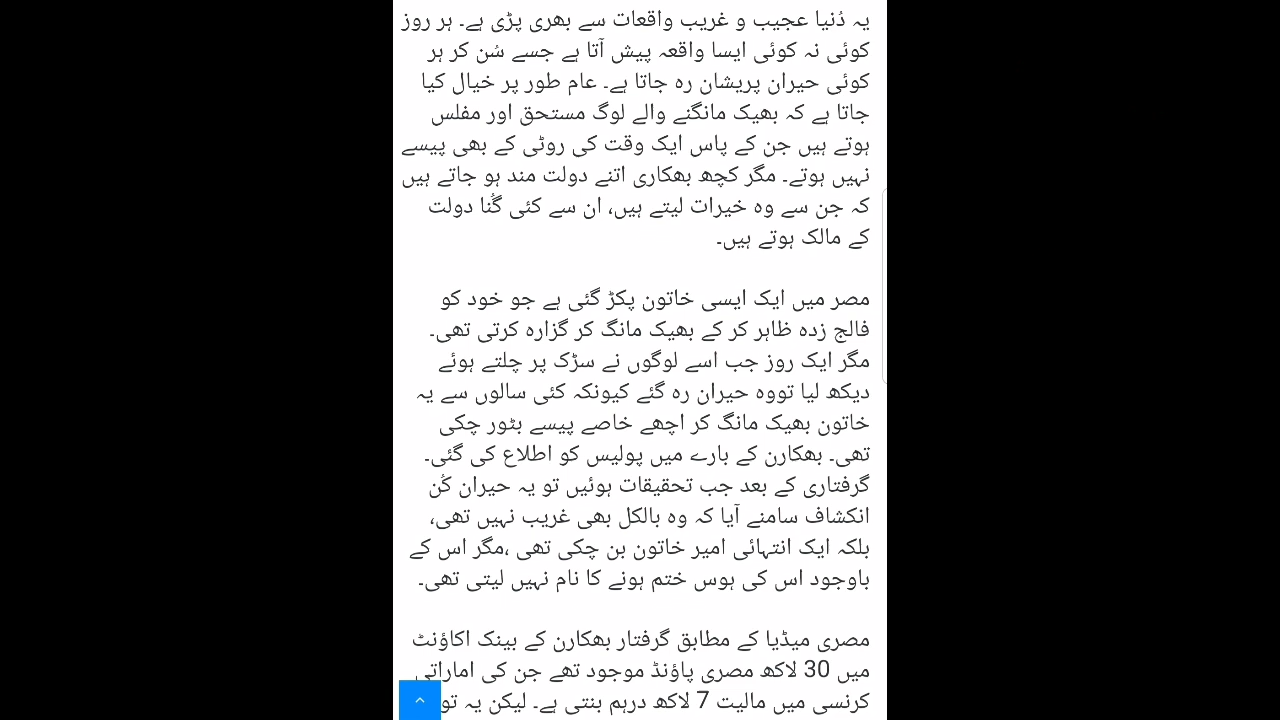 یہ دُنیا عجیب و غریب واقعات سے بھری پڑی ہے۔ ہر روز
کوئی نہ کوئی ایسا واقعہ پیش آتا ہے جسے سُن کر ہر
کوئی حیران پریشان رہ جاتا ہے۔ عام طور پر خیال کیا
جاتا ہے کہ بھیک مانگنے والے لوگ مستحق اور مفلس
ہوتے ہیں جن کے پاس ایک وقت کی روٹی کے بھی پیسے
نہیں ہوتے۔ مگر کچھ بھکاری اتنے دولت مند ہو جاتے ہیں
کہ جن سے وہ خیرات لیتے ہیں، ان سے کئی گُنا دولت
کے مالک ہوتے ہیں۔
مصر میں ایک ایسی خاتون پکڑ گئی ہے جو خود کو
فالج زدہ ظاہر کر کے بھیک مانگ کر گزارہ کرتی تھی۔
مگر ایک روز جب اسے لوگوں نے سڑک پر چلتے ہوئے
دیکھ لیا تووہ حیران رہ گئے کیونکہ کئی سالوں سے یہ
خاتون بھیک مانگ کر اچھے خاصے پیسے بٹور چکی
تھی۔ بھکارن کے بارے میں پولیس کو اطلاع کی گئی۔
گرفتاری کے بعد جب تحقیقات ہوئیں تو یہ حیران کُن
انکشاف سامنے آیا کہ وہ بالکل بھی غریب نہیں تھی،
بلکہ ایک انتہائی امیر خاتون بن چکی تھی ،مگر اس کے
باوجود اس کی ہوس ختم ہونے کا نام نہیں لیتی تھی۔
مصری میڈیا کے مطابق گرفتار بھکارن کے بینک اکاؤنٹ
میں 30 لاکھ مصری پاؤنڈ موجود تھے جن کی اماراتی
کرنسی میں مالیت 7 لاکھ درہم بنتی ہے۔ لیکن یہ تو